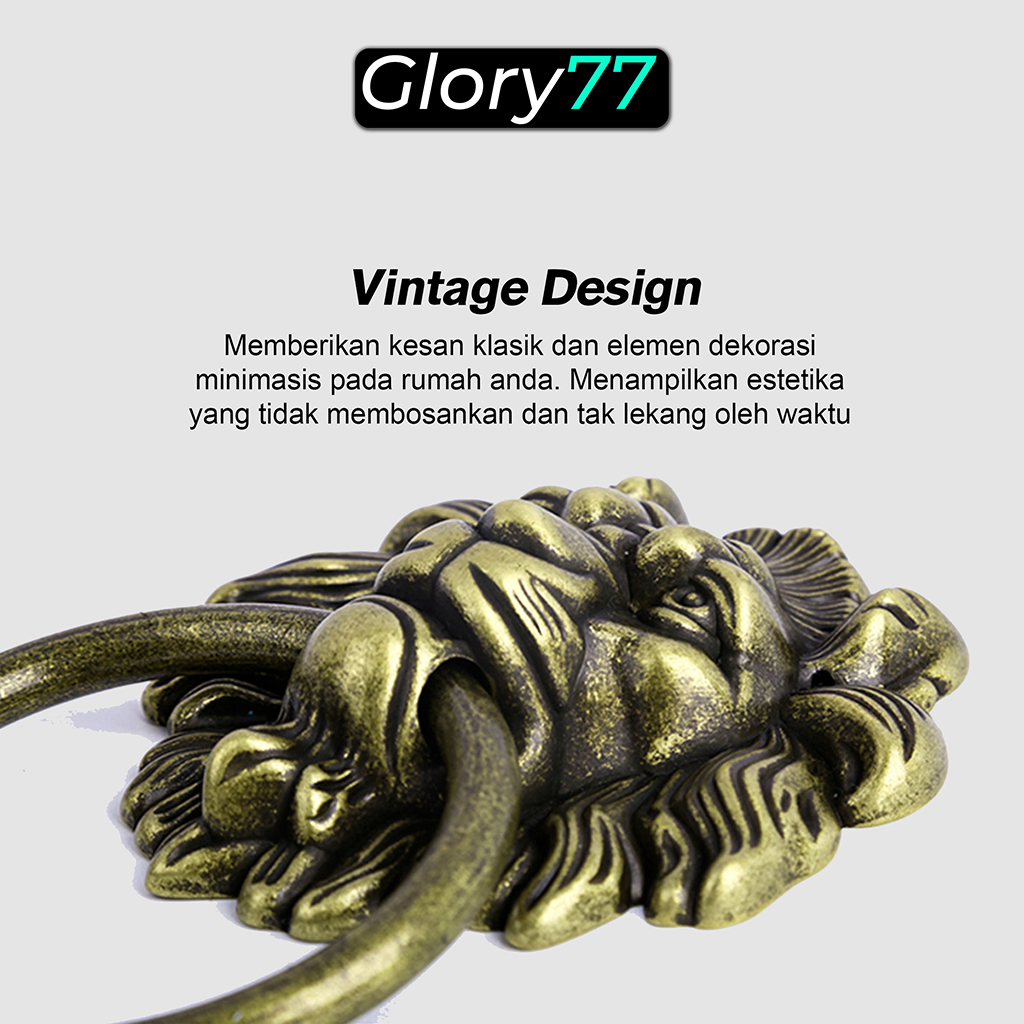 Glory77
Vintage Design
Memberikan kesan klasik dan elemen dekorasi
minimasis pada rumah anda. Menampilkan estetika
yang tidak membosankan dan tak lekang oleh waktu